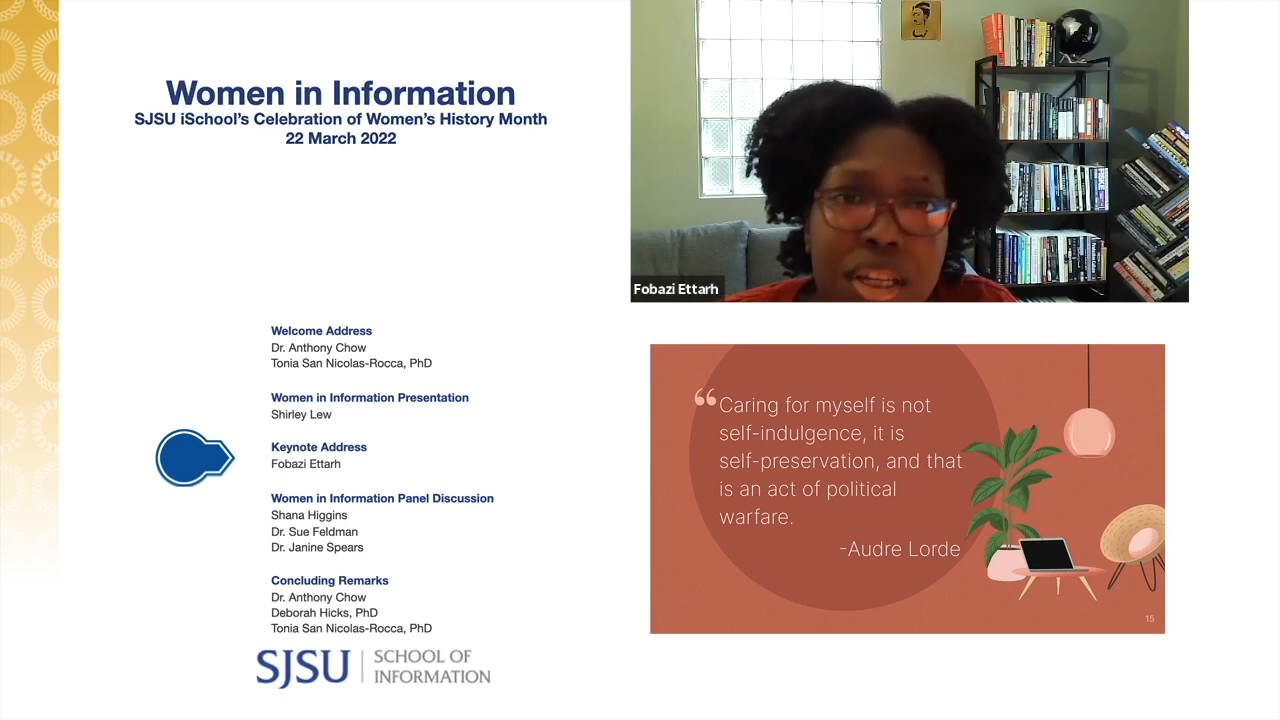 Women in Information
SJSU iSchool's Celebration of Women's History Month
22 March 2022
Fobazi Ettarh
Welcome Address
Dr. Anthony Chow
Tonia San Nicolas-Rocca, PhD
Women in Information Presentation
Shirley Lew
Keynote Address
Fobazi Ettarh
Women in Information Panel Discussion
Shana Higgins
Dr. Sue Feldman
Dr. Janine Spears
Concluding Remarks
Dr. Anthony Chow
Deborah Hicks, PhD
Tonia San Nicolas-Rocca, PhD
SJSU | SCHOOL OF
INFORMATION
“Caring for myself is not
self-indulgence, it is
self-preservation, and that
is an act of political
warfare.
-Audre Lorde
15